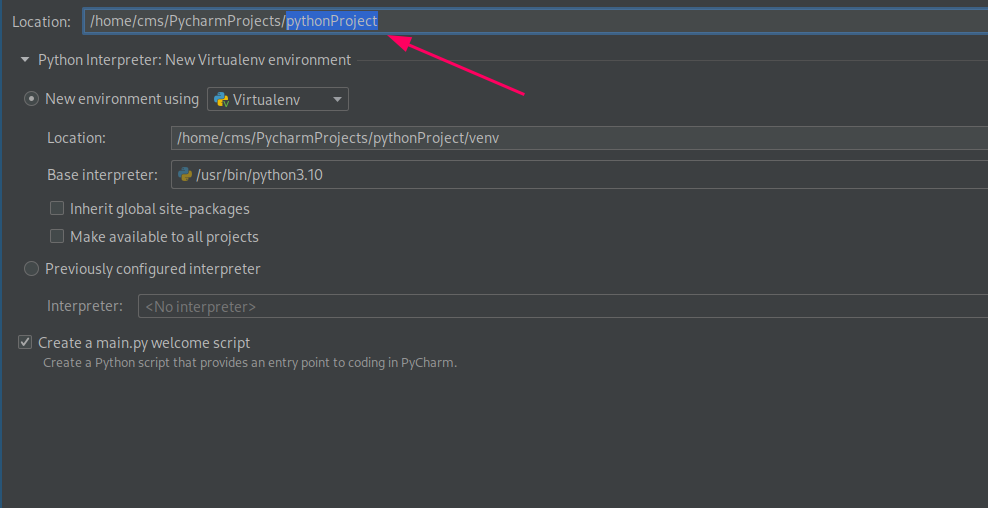 Location: /home/cms/PycharmProjects/pythonProject
Python Interpreter: New Virtualenv environment
New environment using Virtualenv
Location: /home/cms/PycharmProjects/pythonProject/venv
Base interpreter: /usr/bin/python3.10
Inherit global site-packages
Make available to all projects
Previously configured interpreter
Interpreter: <No interpreter>
Create a main.py welcome script
Create a Python script that provides an entry point to coding in PyCharm.